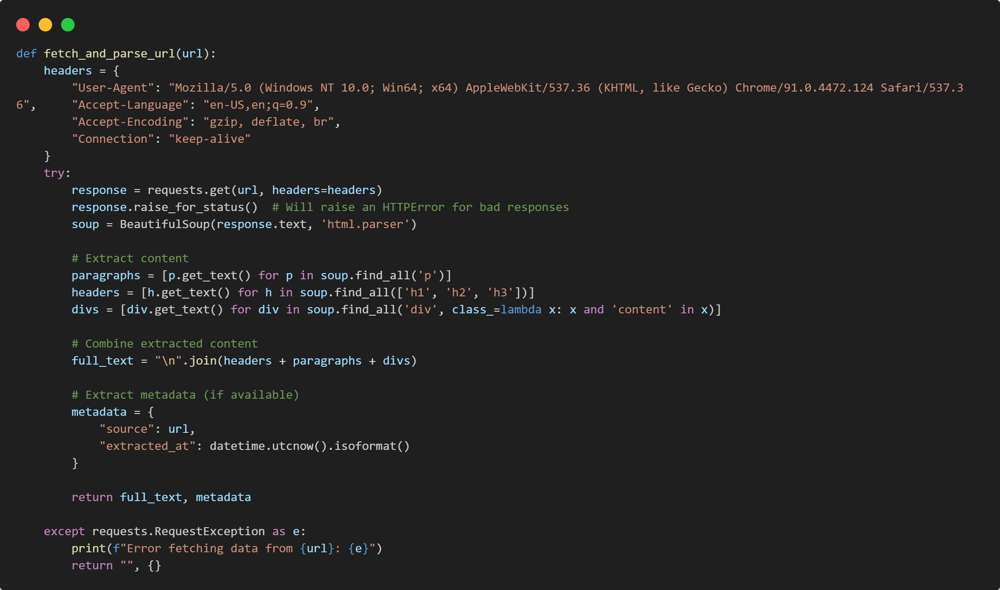 def fetch_and_parse_url(url):
    headers = {
        "User-Agent": "Mozilla/5.0 (Windows NT 10.0; Win64; x64) AppleWebKit/537.36 (KHTML, like Gecko) Chrome/91.0.4472.124 Safari/537.3
6",     "Accept-Language": "en-US,en;q=0.9",
        "Accept-Encoding": "gzip, deflate, br",
        "Connection": "keep-alive"
    }
    try:
        response = requests.get(url, headers=headers)
        response.raise_for_status()  # Will raise an HTTPError for bad responses
        soup = BeautifulSoup(response.text, 'html.parser')

        # Extract content
        paragraphs = [p.get_text() for p in soup.find_all('p')]
        headers = [h.get_text() for h in soup.find_all(['h1', 'h2', 'h3'])]
        divs = [div.get_text() for div in soup.find_all('div', class_=lambda x: x and 'content' in x)]

        # Combine extracted content
        full_text = "\n".join(headers + paragraphs + divs)

        # Extract metadata (if available)
        metadata = {
            "source": url,
            "extracted_at": datetime.utcnow().isoformat()
        }

        return full_text, metadata

    except requests.RequestException as e:
        print(f"Error fetching data from {url}: {e}")
        return "", {}